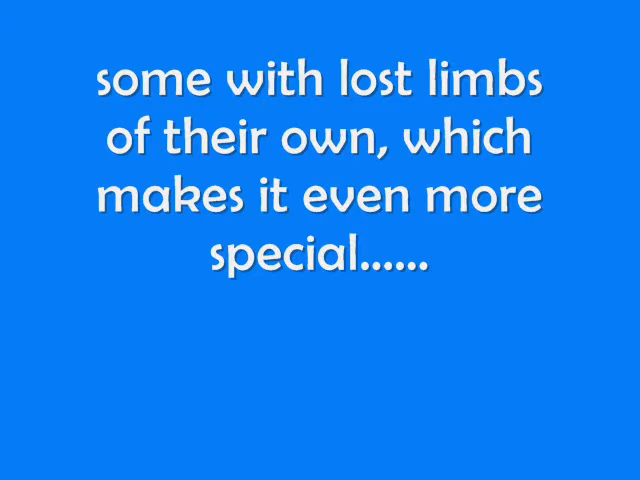 some with lost limbs
of their own, which
makes it even more
special......